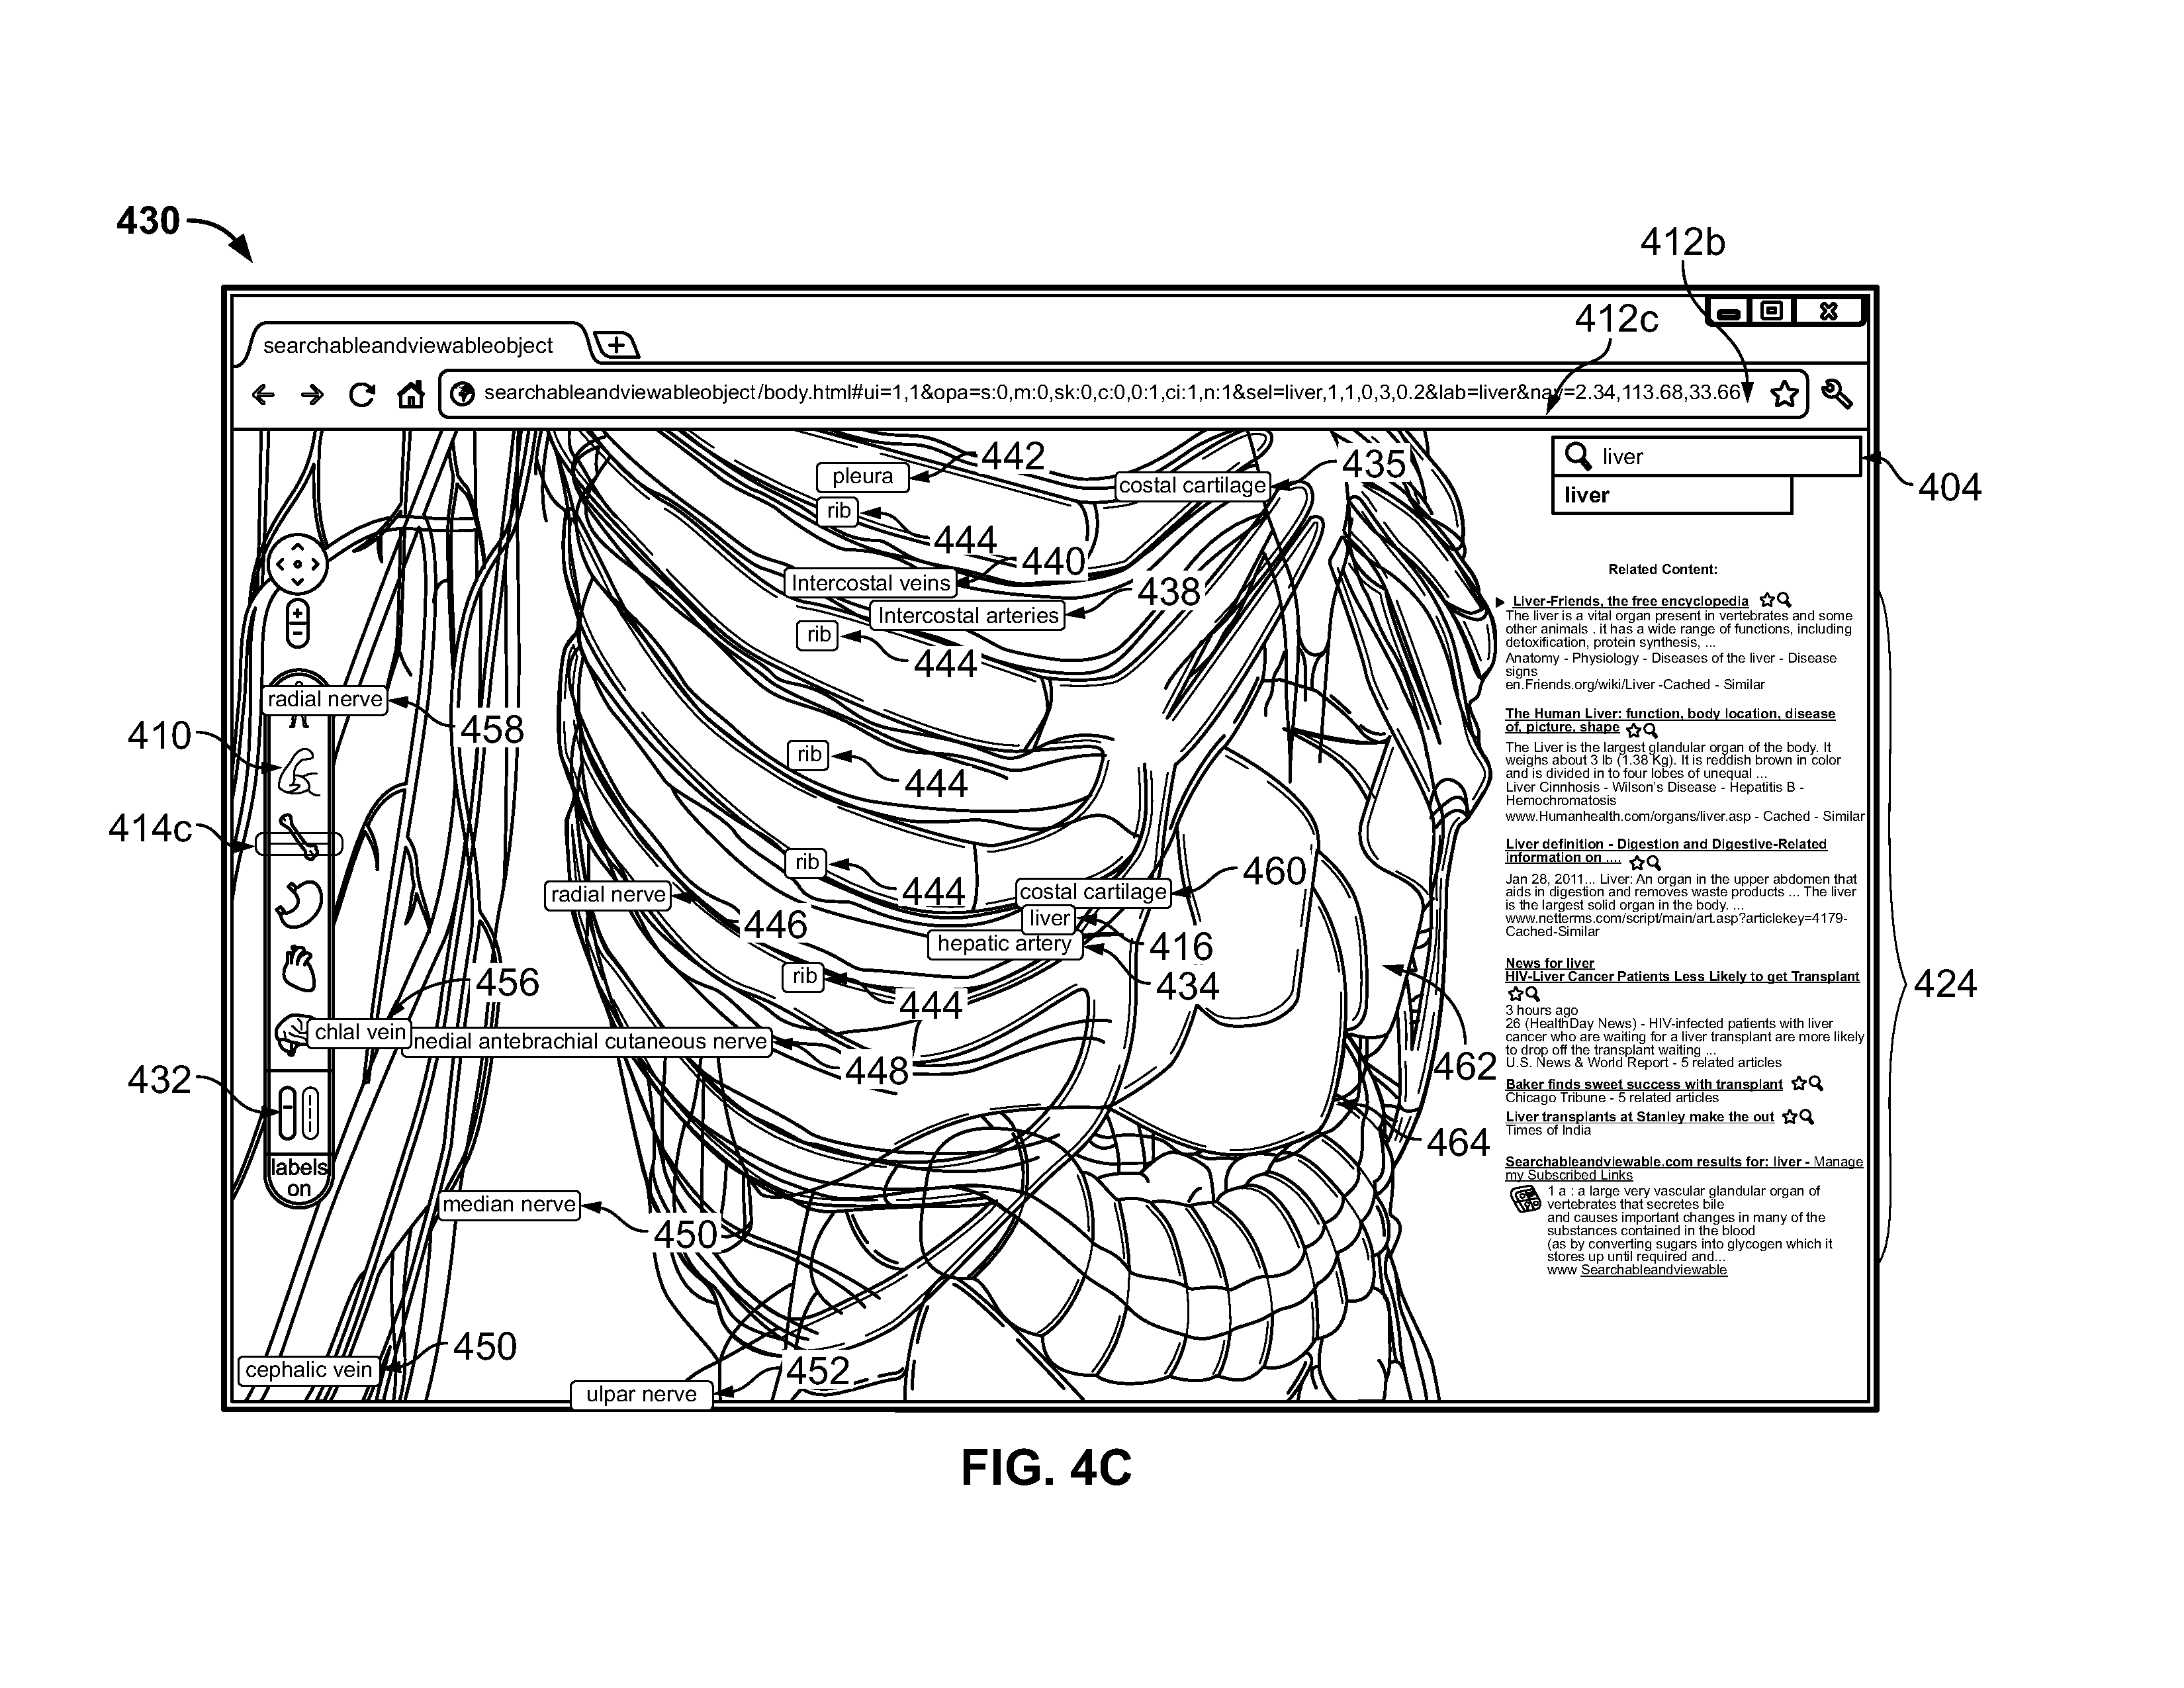 430
412b
412c
searchableandviewableobject
searchableandviewableobject/body.html#ui=1,1&opa=s:0,m:0,sk:0,c:0,0:1,ci:1,n:1&sel=liver,1,1,0,3,0.2&lab=liver&nav=2.34,113.68,33.66
liver
liver
404
pleura
442
costal cartilage
435
rib
444
440
Intercostal veins
438
Intercostal arteries
rib
444
radial nerve
458
410
rib
444
414c
rib
444
costal cartilage
460
radial nerve
446
liver
416
hepatic artery
434
rib
444
456
chlal vein
nedial antebrachial cutaneous nerve
448
462
432
464
labels
on
median nerve
450
cephalic vein
450
452
ulpar nerve
Related Content:
Liver-Friends, the free encyclopedia
The liver is a vital organ present in vertebrates and some
other animals . it has a wide range of functions, including
detoxification, protein synthesis, ...
Anatomy - Physiology - Diseases of the liver - Disease
signs
en.Friends.org/wiki/Liver -Cached - Similar
The Human Liver: function, body location, disease
of, picture, shape
The Liver is the largest glandular organ of the body. It
weighs about 3 lb (1.38 Kg). It is reddish brown in color
and is divided in to four lobes of unequal ...
Liver Cinnhosis - Wilson's Disease - Hepatitis B -
Hemochromatosis
www.Humanhealth.com/organs/liver.asp - Cached - Similar
Liver definition - Digestion and Digestive-Related
information on ....
Jan 28, 2011... Liver: An organ in the upper abdomen that
aids in digestion and removes waste products ... The liver
is the largest solid organ in the body. ...
www.netterms.com/script/main/art.asp?articlekey=4179-
Cached-Similar
News for liver
HIV-Liver Cancer Patients Less Likely to get Transplant
3 hours ago
26 (HealthDay News) - HIV-infected patients with liver
cancer who are waiting for a liver transplant are more likely
to drop off the transplant waiting ...
U.S. News & World Report - 5 related articles
Baker finds sweet success with transplant
Chicago Tribune - 5 related articles
Liver transplants at Stanley make the out
Times of India
Searchableandviewable.com results for: liver - Manage
my Subscribed Links
1 a : a large very vascular glandular organ of
vertebrates that secretes bile
and causes important changes in many of the
substances contained in the blood
(as by converting sugars into glycogen which it
stores up until required and...
www Searchableandviewable
424
FIG. 4C